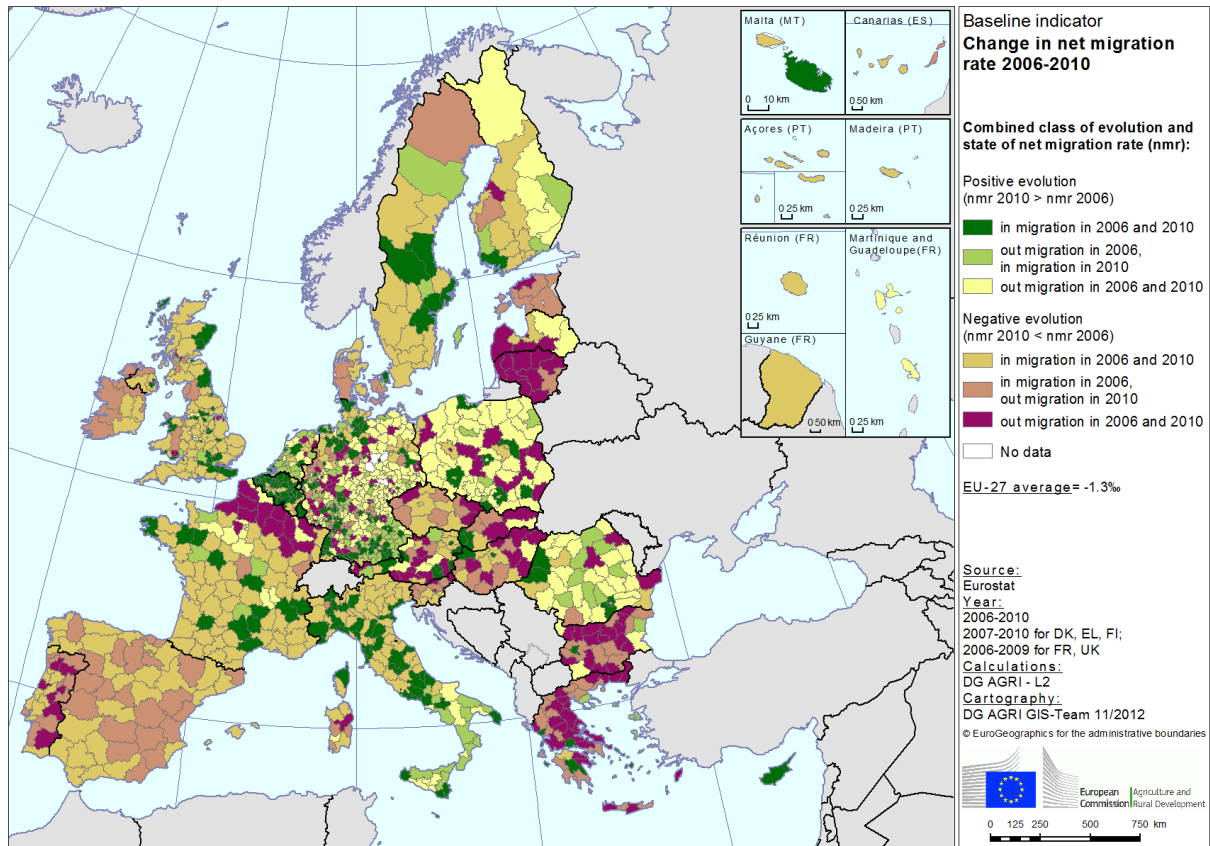 Malta (MT)
0 10 km
Canarias (ES)
0 50 km
Açores (PT)
0 25 km
Madeira (PT)
0 25 km
Réunion (FR)
0 25 km
Martinique and
Guadeloupe(FR)
0 25 km
Guyane (FR)
0 50 km
Baseline indicator
Change in net migration
rate 2006-2010
Combined class of evolution and
state of net migration rate (nmr):
Positive evolution
(nmr 2010 > nmr 2006)
in migration in 2006 and 2010
out migration in 2006,
in migration in 2010
out migration in 2006 and 2010
Negative evolution
(nmr 2010 < nmr 2006)
in migration in 2006 and 2010
in migration in 2006,
out migration in 2010
out migration in 2006 and 2010
No data
EU-27 average= -1.3‰
Source:
Eurostat
Year:
2006-2010
2007-2010 for DK, EL, FI;
2006-2009 for FR, UK
Calculations:
DG AGRI - L2
Cartography:
DG AGRI GIS-Team 11/2012
© EuroGeographics for the administrative boundaries
European
Commission
Agriculture and
Rural Development
0 125 250 500 750 km